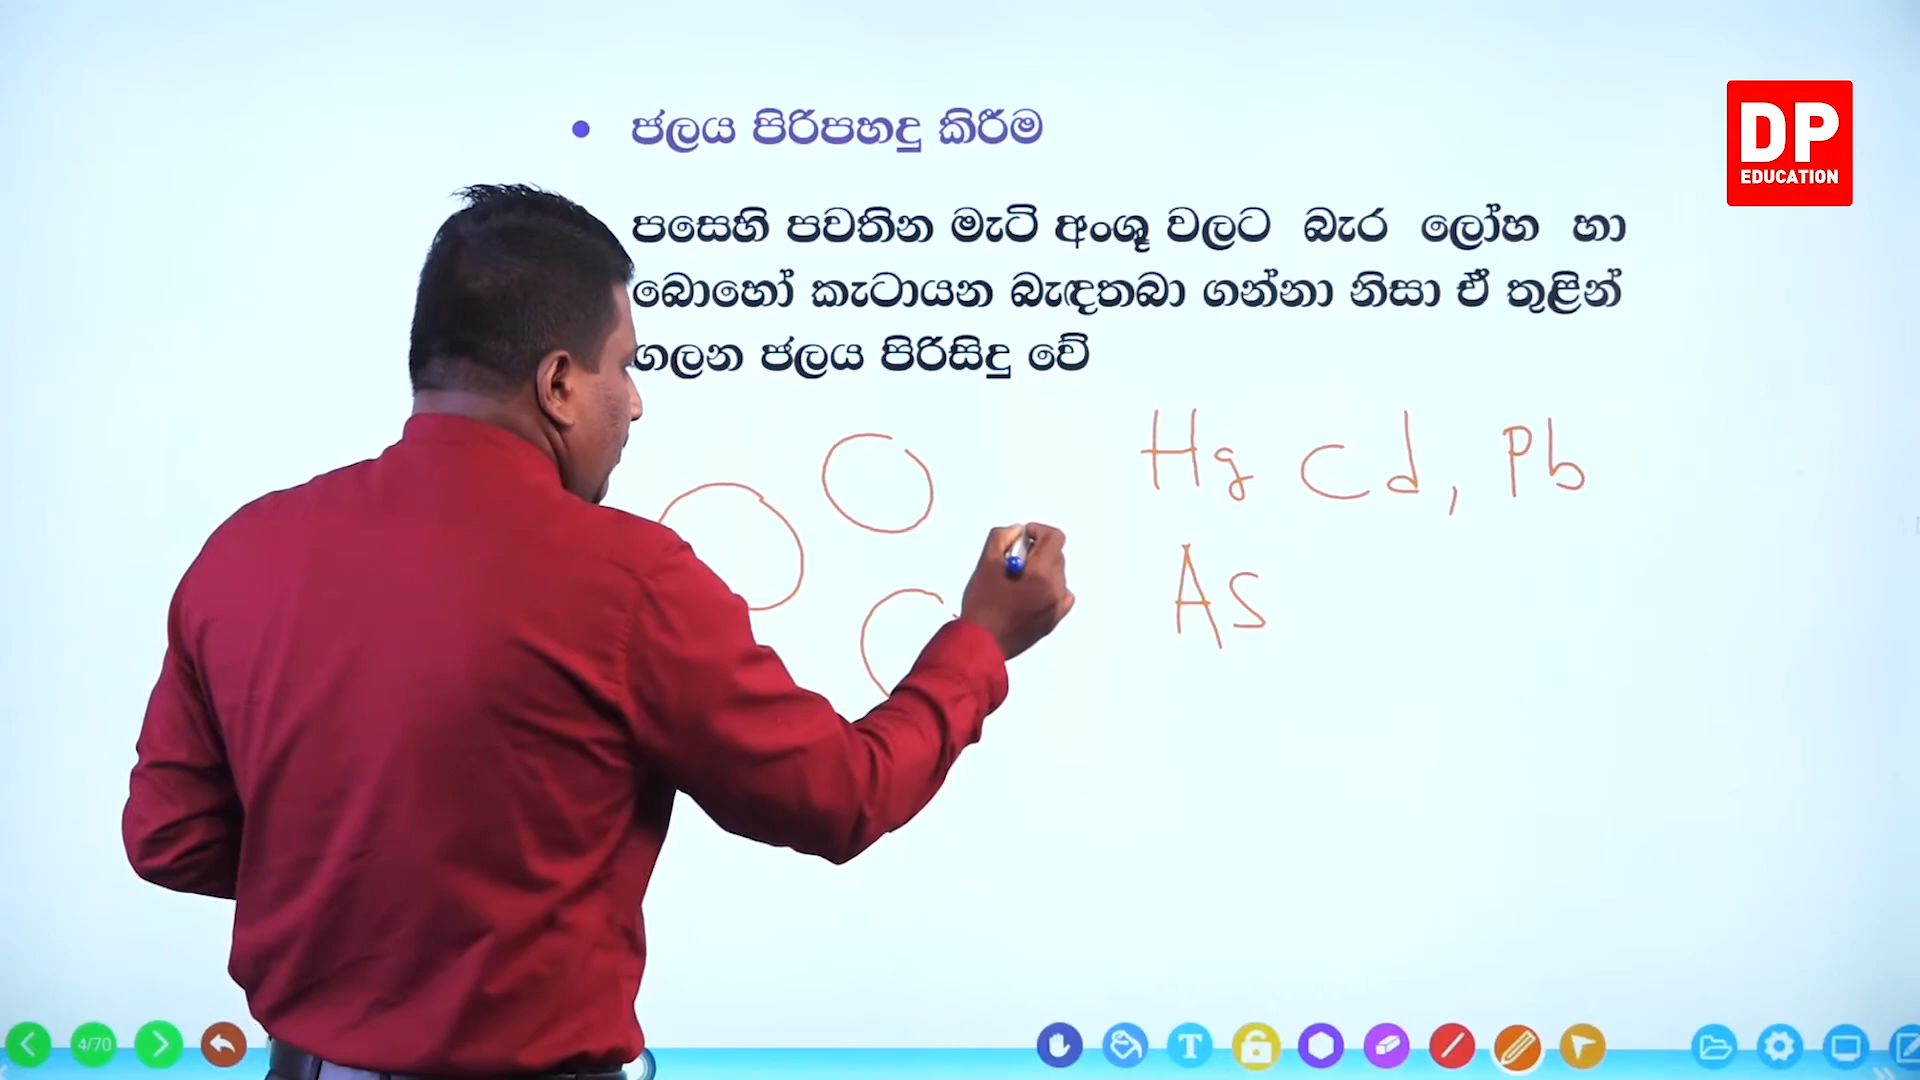 ජලය පිරිපහදු කිරීම
DP
EDUCATION
පසෙහි පවතින මැටි අංශූ වලට බැර ලෝහ හා
බොහෝ කැටායන බැඳතබා ගන්නා නිසා ඒ තුළින්
ගලන ජලය පිරිසිදු වේ
Hg Cd, Pb
As
4/70
T